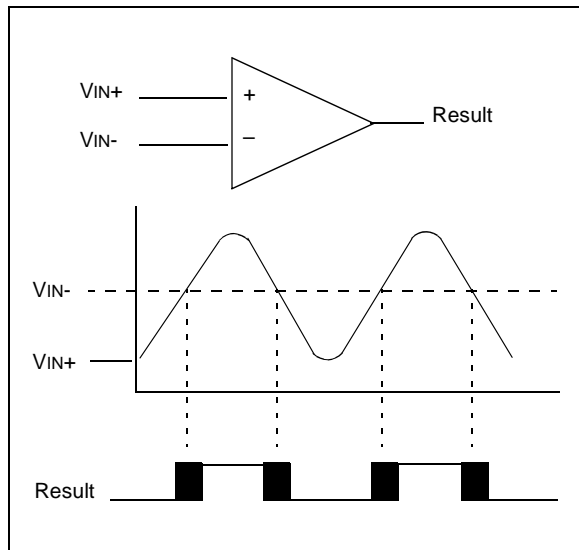 VIN+
+
Result
VIN-
–
VIN-
VIN+
Result